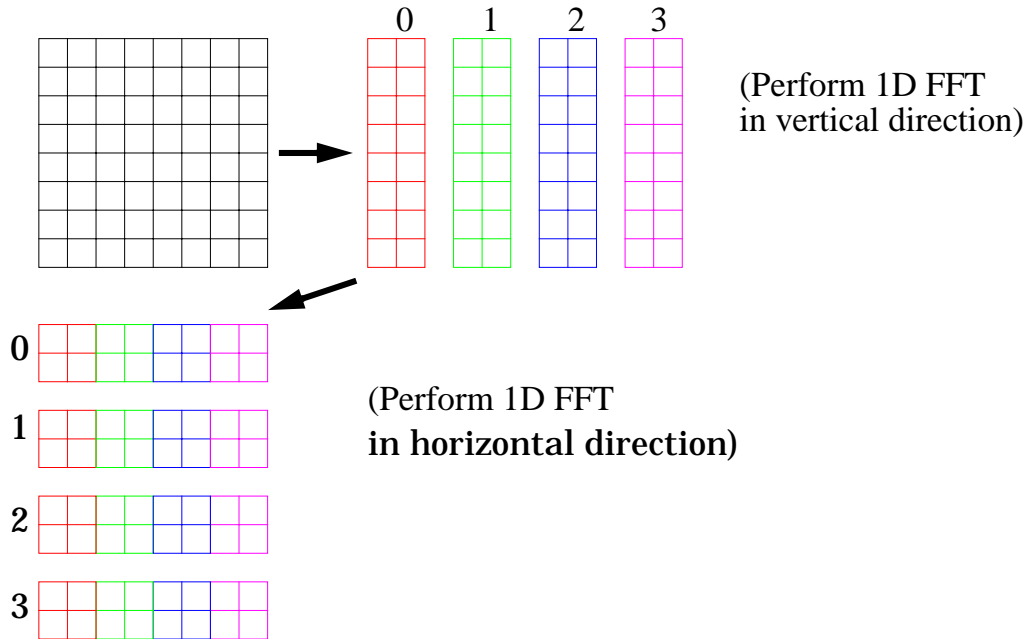 0 1 2 3
(Perform 1D FFT
in vertical direction)
0
1
(Perform 1D FFT
in horizontal direction)
2
3